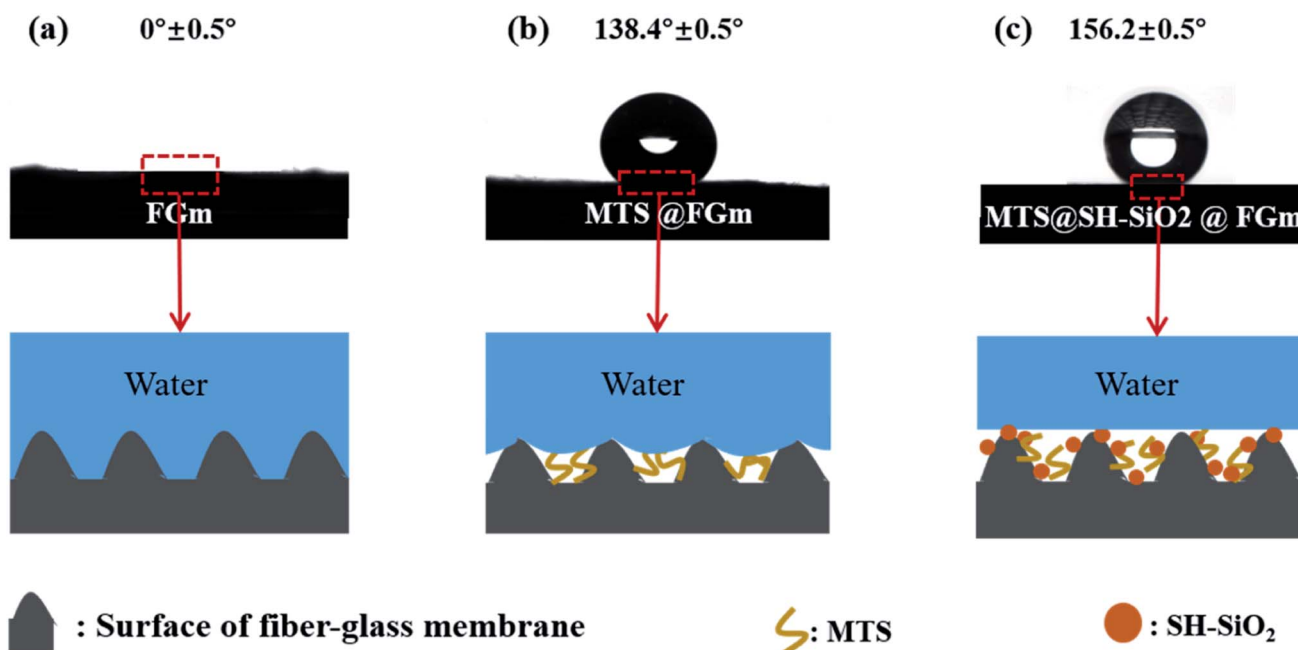 (a) 0°±0.5°
(b) 138.4°±0.5°
(c) 156.2±0.5°
FGm
MTS @FGm
MTS@SH-SiO2 @ FGm
Water
Water
Water
: Surface of fiber-glass membrane
: MTS
: SH-SiO₂